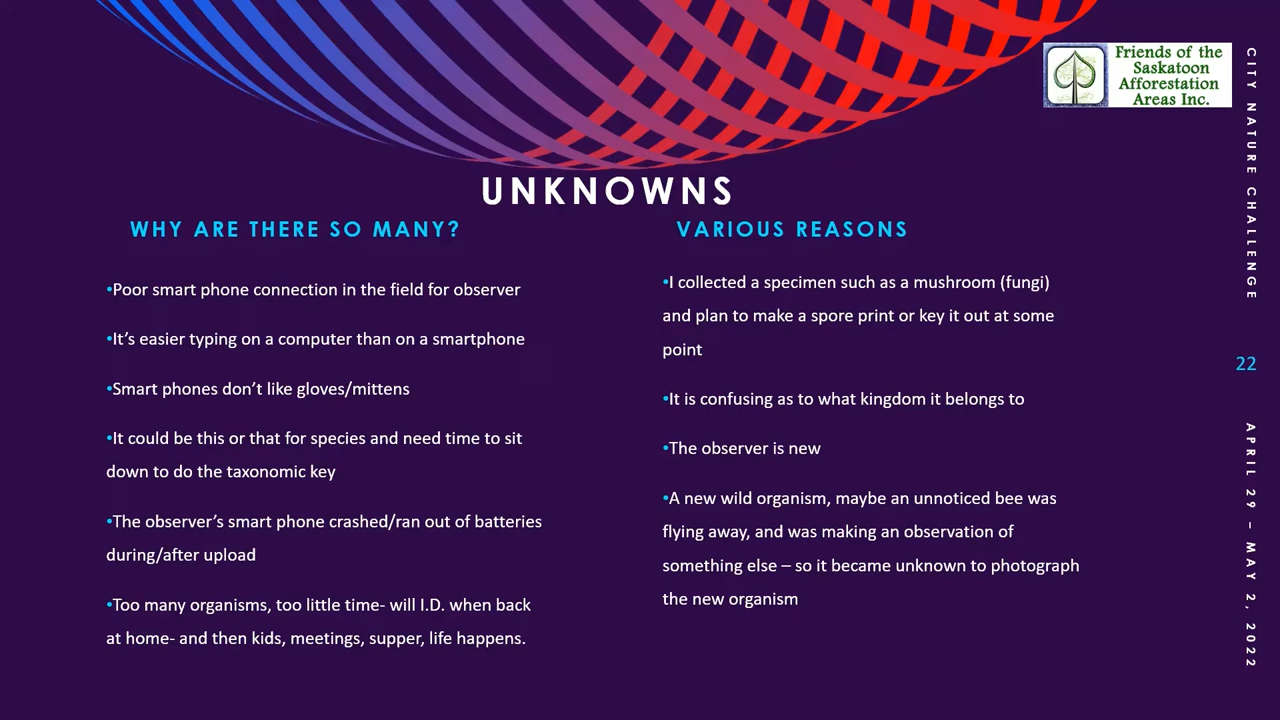 Friends of the
Saskatoon
Afforestation
Areas Inc.
CITY NATURE CHALLENGE
UNKNOWNS
WHY ARE THERE SO MANY?
•Poor smart phone connection in the field for observer
•It’s easier typing on a computer than on a smartphone
•Smart phones don’t like gloves/mittens
•It could be this or that for species and need time to sit
down to do the taxonomic key
•The observer’s smart phone crashed/ran out of batteries
during/after upload
•Too many organisms, too little time- will I.D. when back
at home- and then kids, meetings, supper, life happens.
VARIOUS REASONS
•I collected a specimen such as a mushroom (fungi)
and plan to make a spore print or key it out at some
point
•It is confusing as to what kingdom it belongs to
•The observer is new
•A new wild organism, maybe an unnoticed bee was
flying away, and was making an observation of
something else – so it became unknown to photograph
the new organism
22
APRIL 29 – MAY 2, 2022